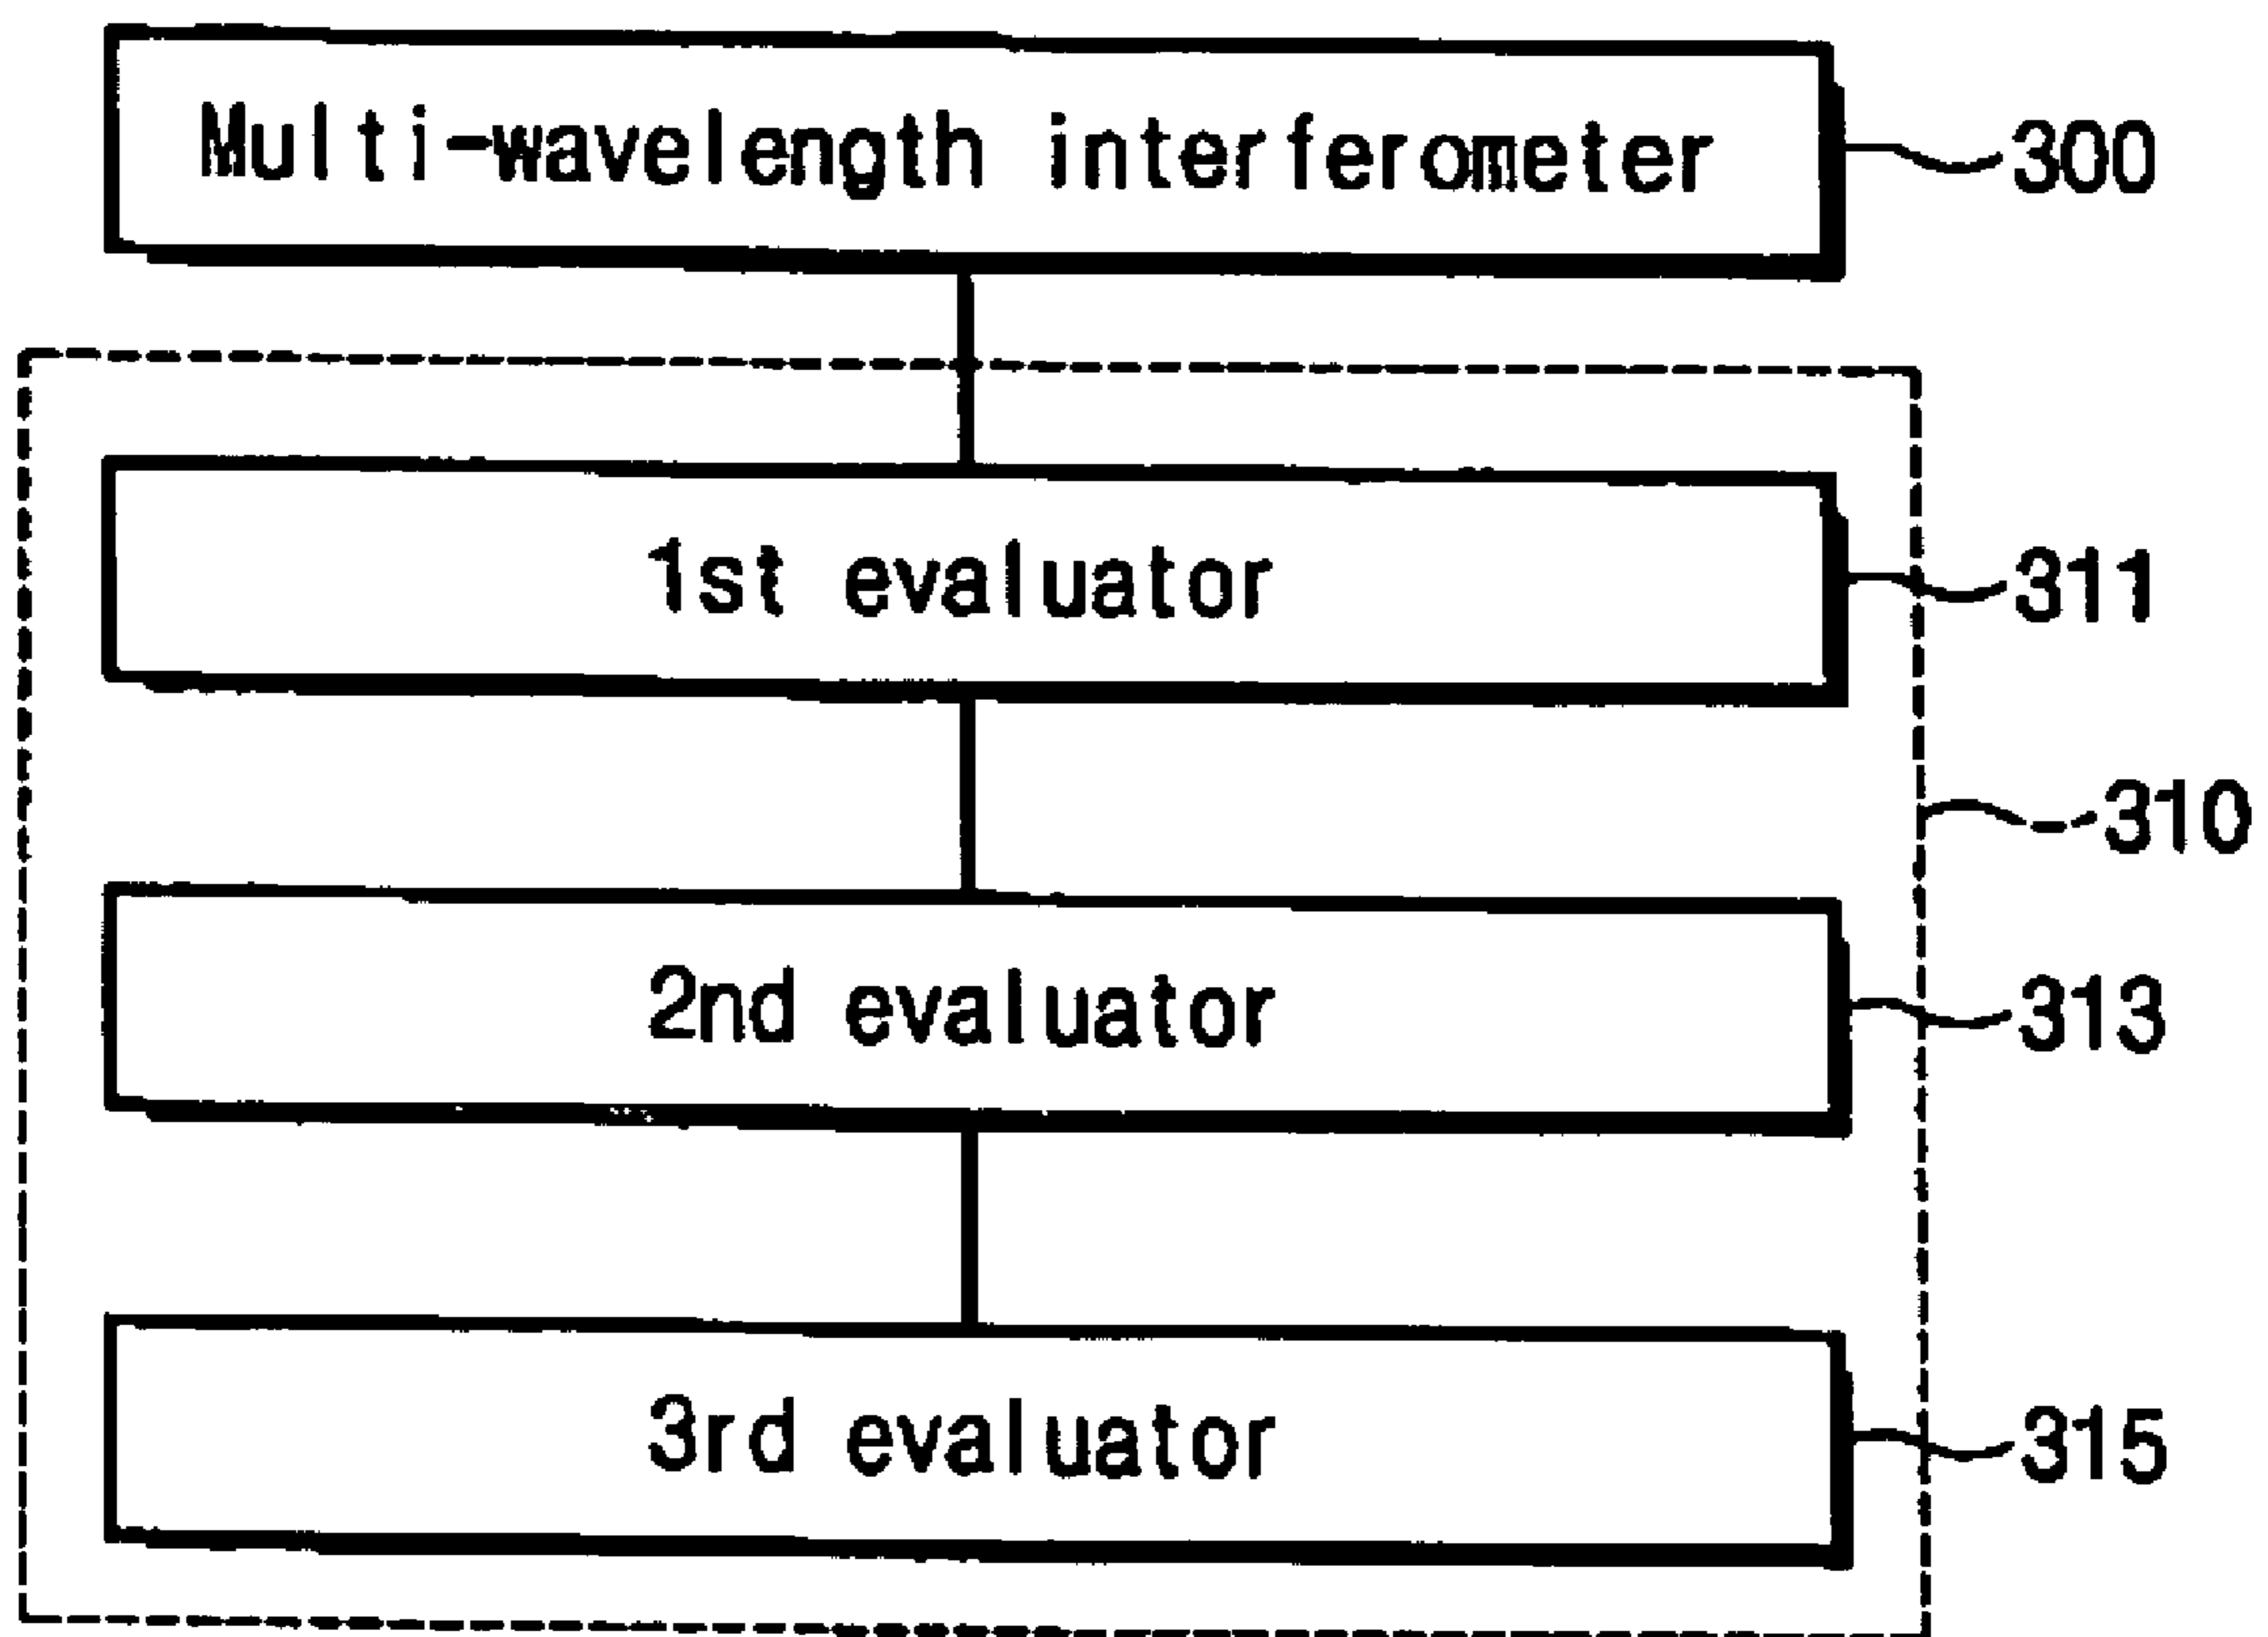 Multi-wavelength interferometer 300
1st evaluator 311
310
2nd evaluator 313
3rd evaluator 315